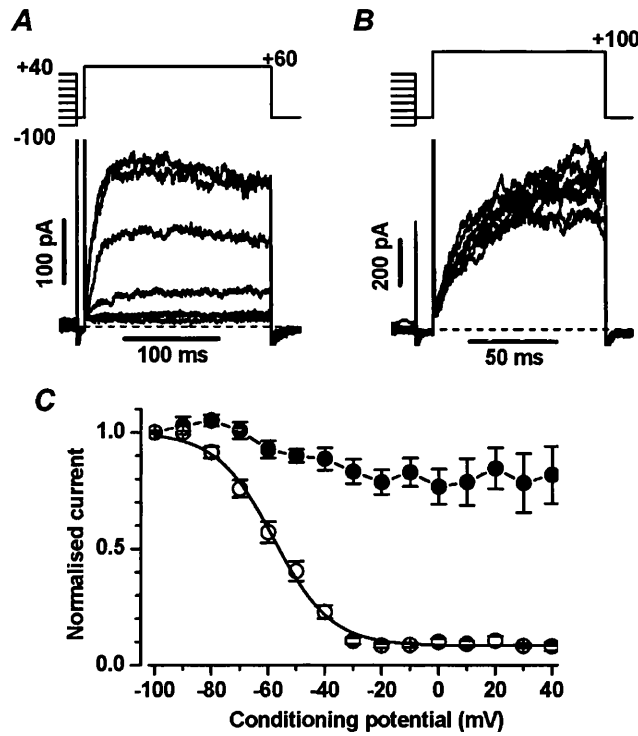 A
+40
+60
-100
100 pA
100 ms
B
+100
200 pA
50 ms
C
Normalised current
1.0
0.5
0.0
-100 -80 -60 -40 -20 0 20 40
Conditioning potential (mV)